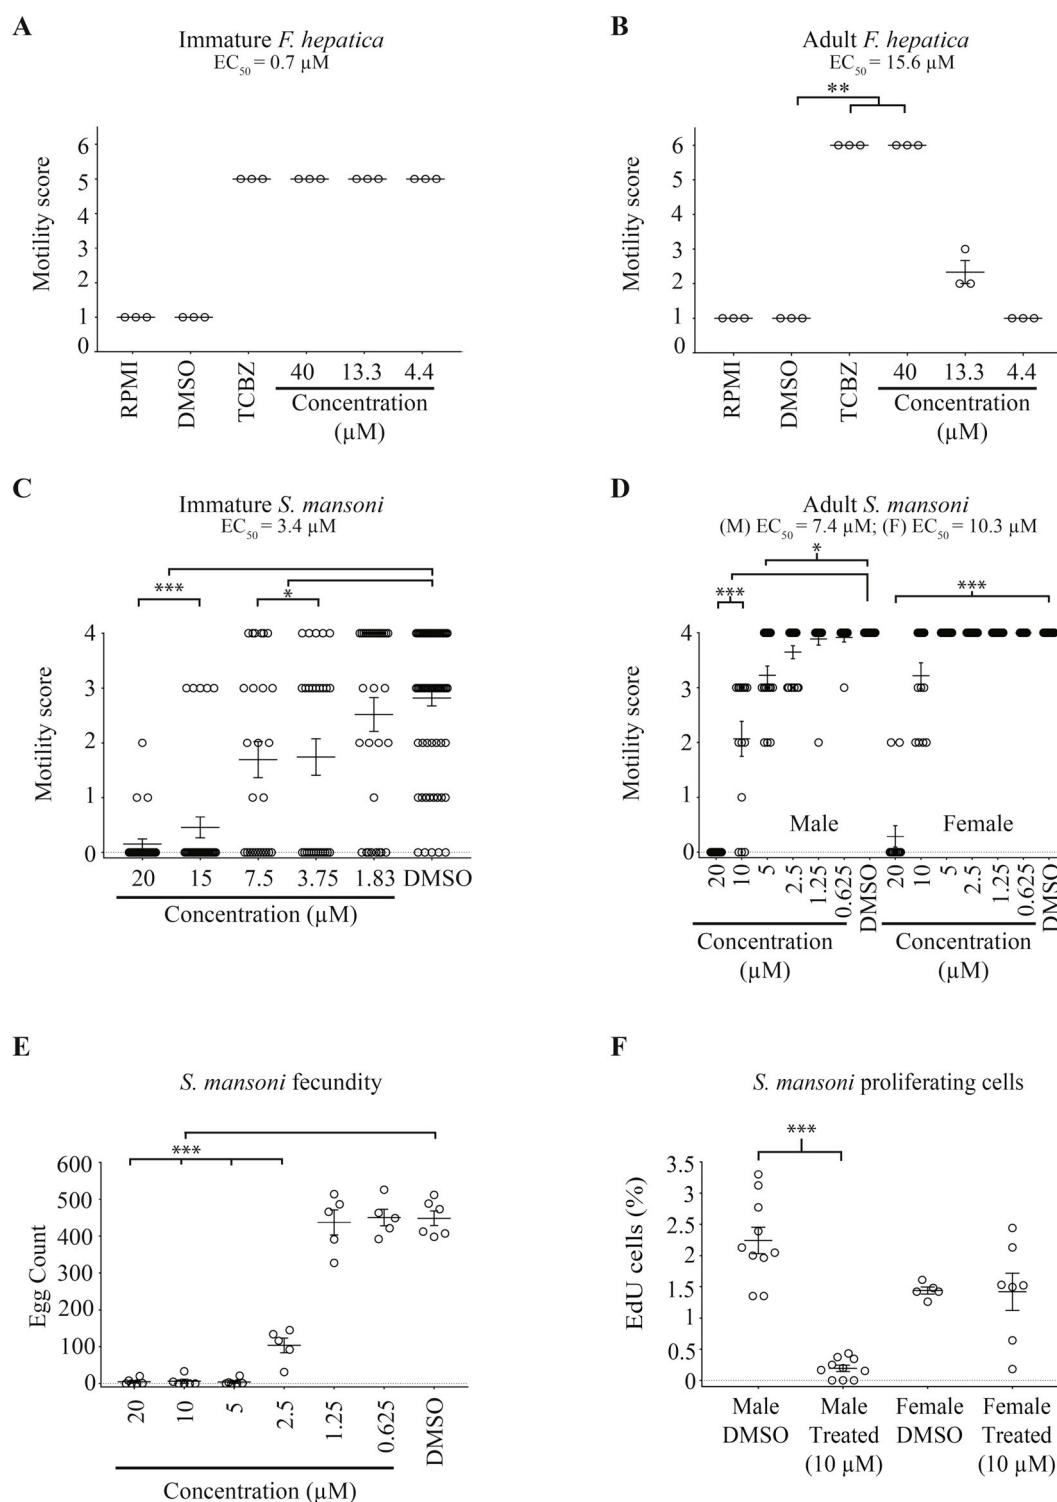 A
Immature F. hepatica
EC50 = 0.7 µM
Motility score
6
5
4
3
2
1
0
RPMI
DMSO
TCBZ
40
13.3
4.4
Concentration
(µM)
B
Adult F. hepatica
EC50 = 15.6 µM
**
Motility score
6
5
4
3
2
1
0
RPMI
DMSO
TCBZ
40
13.3
4.4
Concentration
(µM)
C
Immature S. mansoni
EC50 = 3.4 µM
***
*
Motility score
4
3
2
1
0
20
15
7.5
3.75
1.83
DMSO
Concentration (µM)
D
Adult S. mansoni
(M) EC50 = 7.4 µM; (F) EC50 = 10.3 µM
*
***
***
Motility score
4
3
2
1
0
Male
Female
20
10
5
2.5
1.25
0.625
DMSO
20
10
5
2.5
1.25
0.625
DMSO
Concentration
(µM)
Concentration
(µM)
E
S. mansoni fecundity
***
Egg Count
600
500
400
300
200
100
0
20
10
5
2.5
1.25
0.625
DMSO
Concentration (µM)
F
S. mansoni proliferating cells
***
EdU cells (%)
3.5
3
2.5
2
1.5
1
0.5
0
Male
DMSO
Male
Treated
(10 µM)
Female
DMSO
Female
Treated
(10 µM)